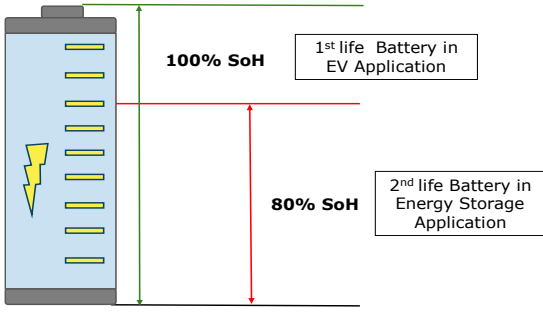 100% SoH
1st life Battery in
EV Application
80% SoH
2nd life Battery in
Energy Storage
Application